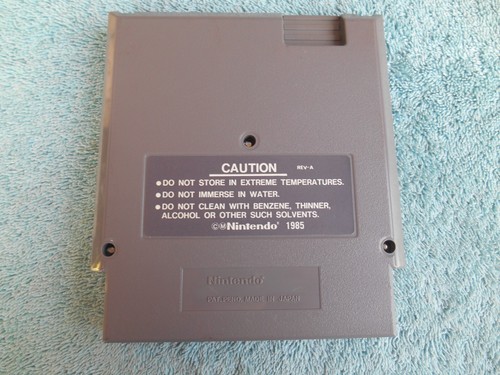 CAUTION REV-A
●DO NOT STORE IN EXTREME TEMPERATURES.
●DO NOT IMMERSE IN WATER.
●DO NOT CLEAN WITH BENZENE, THINNER,
ALCOHOL OR OTHER SUCH SOLVENTS.
©ⓂNintendo® 1985
Nintendo®
MADE IN JAPAN